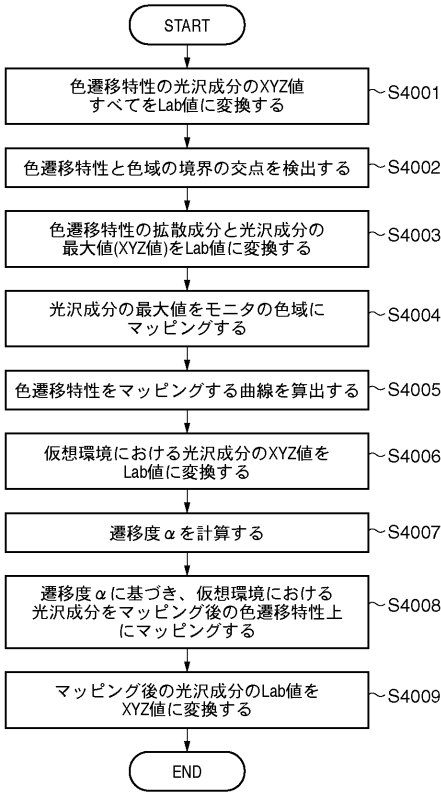 START
色遷移特性の光沢成分のXYZ値
すべてをLab値に変換する
S4001
色遷移特性と色域の境界の交点を検出する
S4002
色遷移特性の拡散成分と光沢成分の
最大値(XYZ値)をLab値に変換する
S4003
光沢成分の最大値をモニタの色域に
マッピングする
S4004
色遷移特性をマッピングする曲線を算出する
S4005
仮想環境における光沢成分のXYZ値を
Lab値に変換する
S4006
遷移度αを計算する
S4007
遷移度αに基づき、仮想環境における
光沢成分をマッピング後の色遷移特性上
にマッピングする
S4008
マッピング後の光沢成分のLab値を
XYZ値に変換する
S4009
END